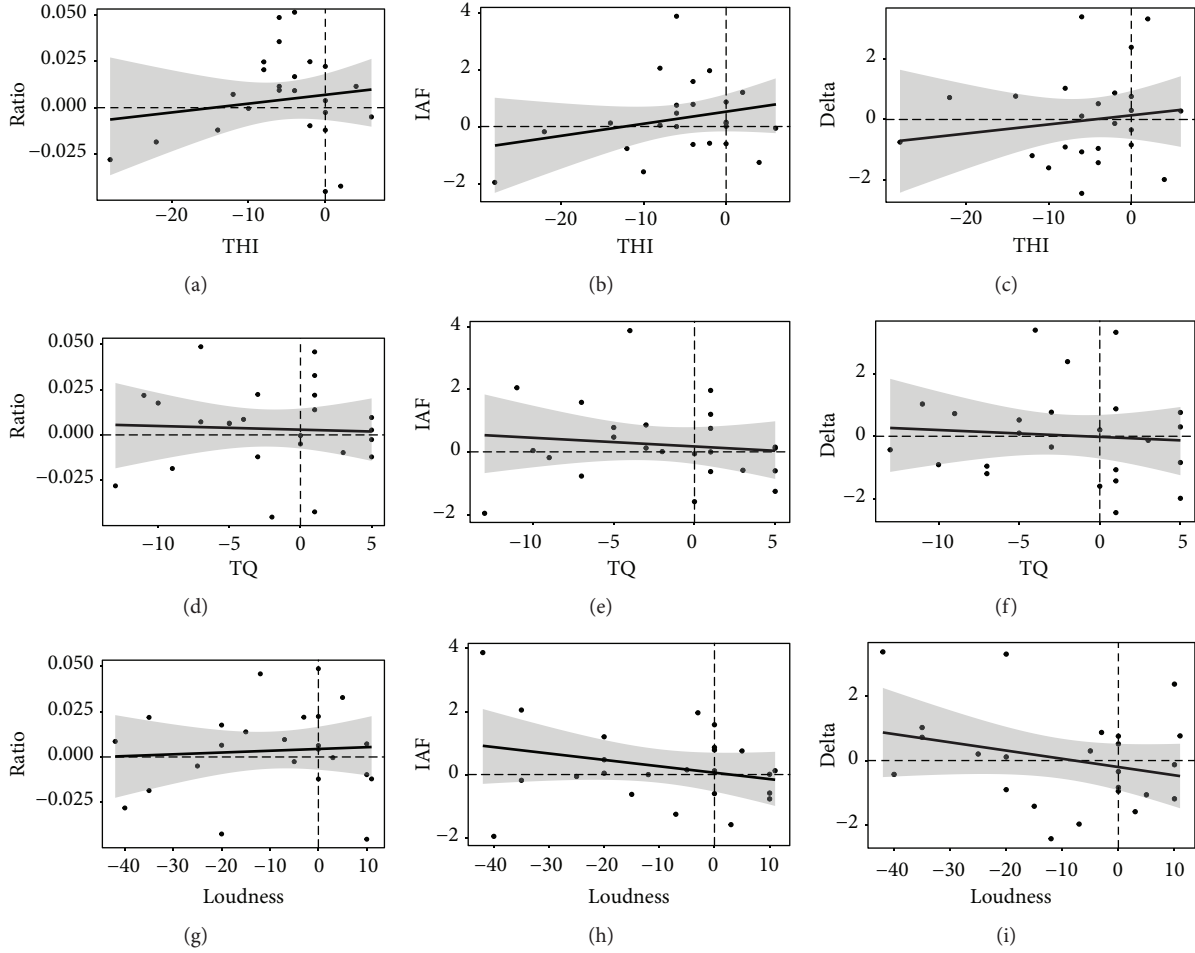 Ratio
0.050
0.025
0.000
−0.025
−20
−10
0
THI
(a)
IAF
4
2
0
−2
−20
−10
0
THI
(b)
Delta
2
0
−2
−20
−10
0
THI
(c)
Ratio
0.050
0.025
0.000
−0.025
−10
−5
0
5
TQ
(d)
IAF
4
2
0
−2
−10
−5
0
5
TQ
(e)
Delta
2
0
−2
−10
−5
0
5
TQ
(f)
Ratio
0.050
0.025
0.000
−0.025
−40
−30
−20
−10
0
10
Loudness
(g)
IAF
4
2
0
−2
−40
−30
−20
−10
0
10
Loudness
(h)
Delta
2
0
−2
−40
−30
−20
−10
0
10
Loudness
(i)